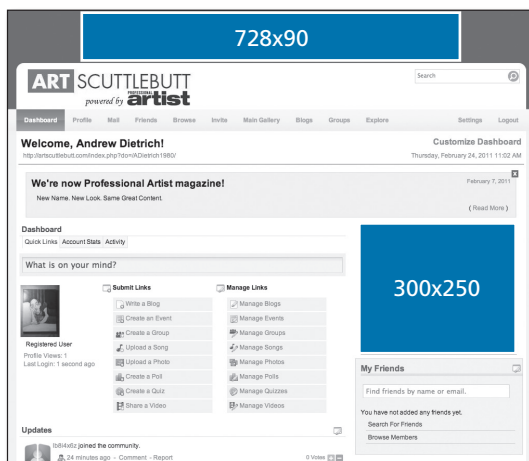 728x90
ART SCUTTLEBUTT
powered by PROFESSIONAL artist
Search
Dashboard Profile Mail Friends Browse Invite Main Gallery Blogs Groups Explore Settings Logout
Welcome, Andrew Dietrich!
Customize Dashboard
http://artscuttlebutt.com/index.php?do=/ADietrich1980/
Thursday, February 24, 2011 11:02 AM
We're now Professional Artist magazine!
February 7, 2011
New Name. New Look. Same Great Content.
( Read More )
Dashboard
Quick Links Account Stats Activity
What is on your mind?
300x250
Registered User
Profile Views: 1
Last Login: 1 second ago
Submit Links
Write a Blog
Create an Event
Create a Group
Upload a Song
Upload a Photo
Create a Poll
Create a Quiz
Share a Video
Manage Links
Manage Blogs
Manage Events
Manage Groups
Manage Songs
Manage Photos
Manage Polls
Manage Quizzes
Manage Videos
My Friends
Find friends by name or email.
You have not added any friends yet.
Search For Friends
Browse Members
Updates
lb8l4x6z joined the community.
24 minutes ago - Comment - Report
0 Votes